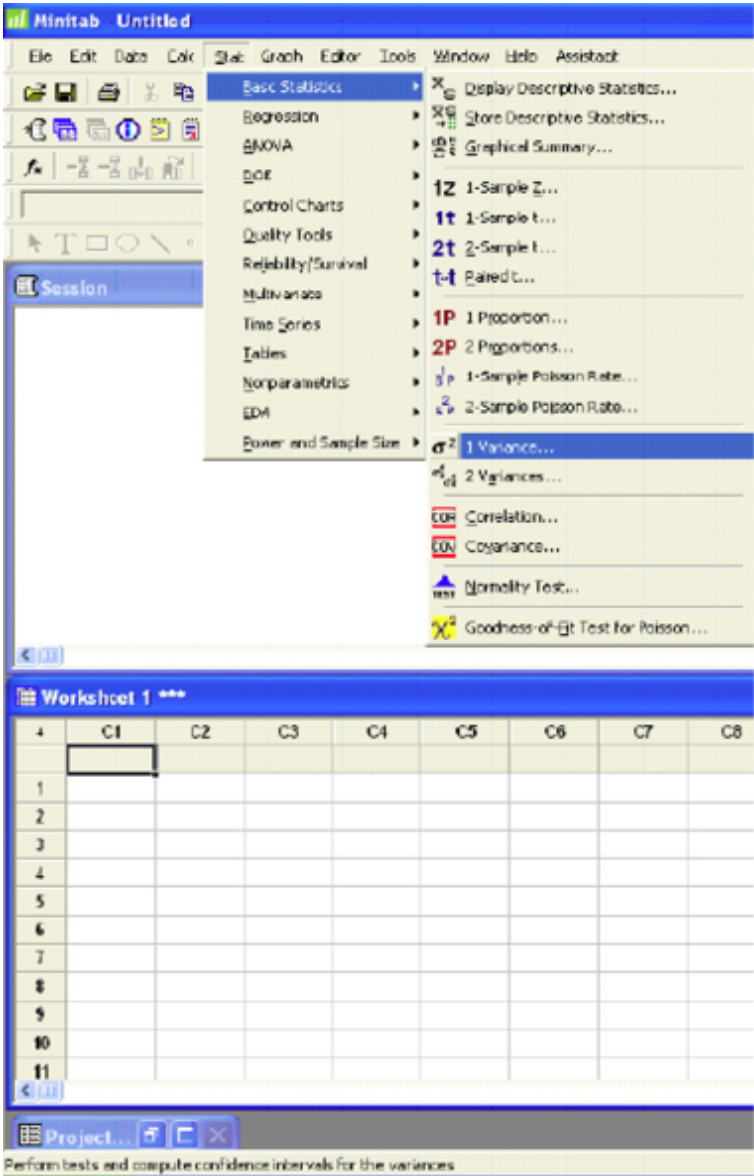 Minitab Untitled
File Edit Data Calc Stat Graph Editor Tools Window Help Assistant
Basic Statistics
Regression
ANOVA
DOE
Control Charts
Quality Tools
Reliability/Survival
Multivariate
Time Series
Tables
Nonparametrics
EDA
Power and Sample Size
Display Descriptive Statistics...
Store Descriptive Statistics...
Graphical Summary...
1Z 1-Sample Z...
1t 1-Sample t...
2t 2-Sample t...
t-t Paired t...
1P 1 Proportion...
2P 2 Proportions...
1-Sample Poisson Rate...
2-Sample Poisson Rate...
σ² 1 Variance...
2 Variances...
COR Correlation...
COV Covariance...
TEST Normality Test...
χ² Goodness-of-Fit Test for Poisson...
Session
Worksheet 1 ***
C1 C2 C3 C4 C5 C6 C7 C8
1
2
3
4
5
6
7
8
9
10
11
Project...
Perform tests and compute confidence intervals for the variances